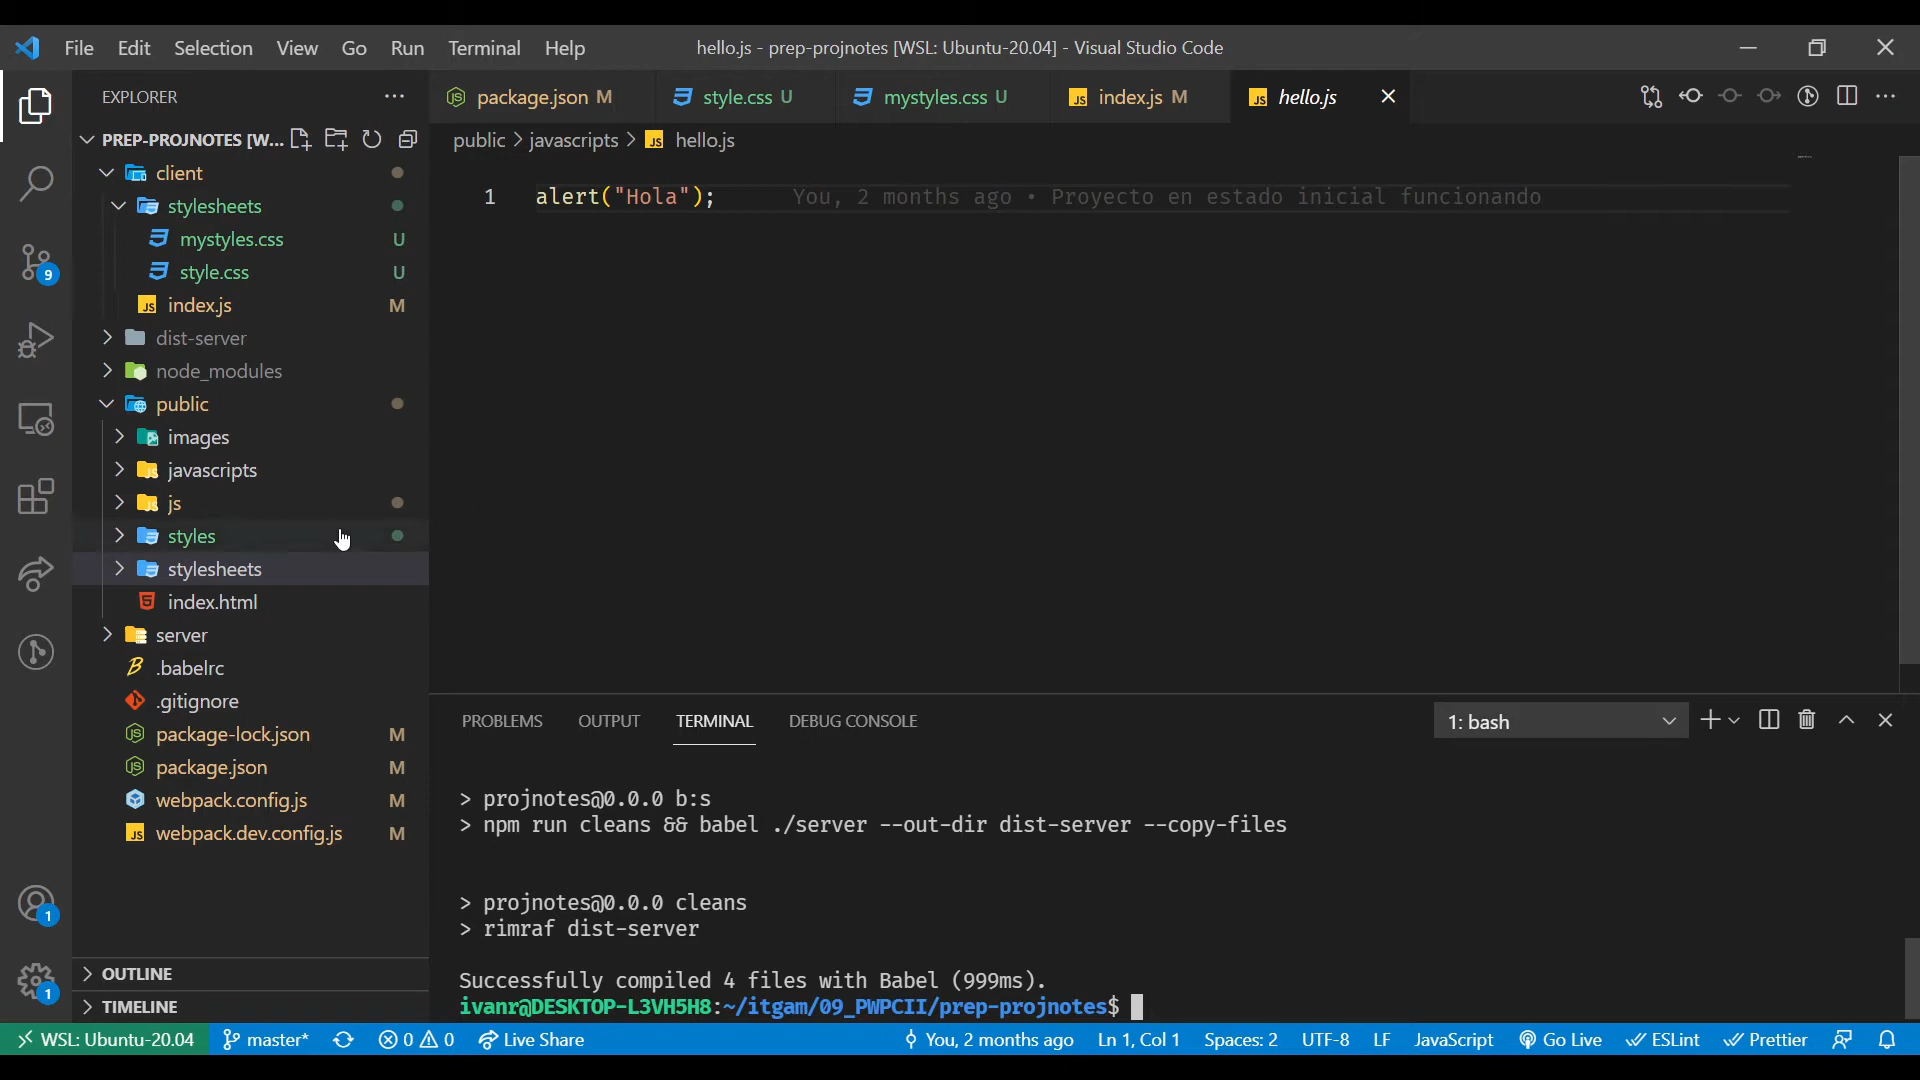 File Edit Selection View Go Run Terminal Help
hello.js - prep-projnotes [WSL: Ubuntu-20.04] - Visual Studio Code
EXPLORER
PREP-PROJNOTES [W...
client
stylesheets
mystyles.css U
style.css U
index.js M
dist-server
node_modules
public
images
javascripts
js
styles
stylesheets
index.html
server
.babelrc
.gitignore
package-lock.json M
package.json M
webpack.config.js M
webpack.dev.config.js M
OUTLINE
TIMELINE
9
1
1
package.json M
style.css U
mystyles.css U
index.js M
hello.js
public > javascripts > hello.js
1 alert("Hola"); You, 2 months ago • Proyecto en estado inicial funcionando
PROBLEMS OUTPUT TERMINAL DEBUG CONSOLE
1: bash
> projnotes@0.0.0 b:s
> npm run cleans && babel ./server --out-dir dist-server --copy-files
> projnotes@0.0.0 cleans
> rimraf dist-server
Successfully compiled 4 files with Babel (999ms).
ivanr@DESKTOP-L3VH5H8:~/itgam/09_PWPCII/prep-projnotes$
WSL: Ubuntu-20.04 master* 0 0 Live Share You, 2 months ago Ln 1, Col 1 Spaces: 2 UTF-8 LF JavaScript Go Live ESLint Prettier